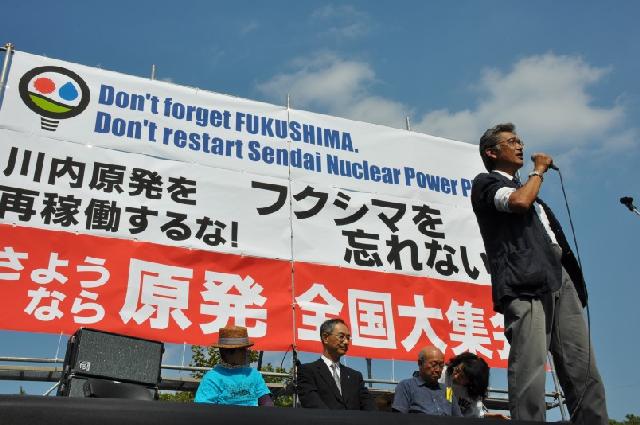 Don't forget FUKUSHIMA.
Don't restart Sendai Nuclear Power P
川内原発を
再稼働するな!
フクシマを
忘れない
さよう
なら
原発 全国大集会